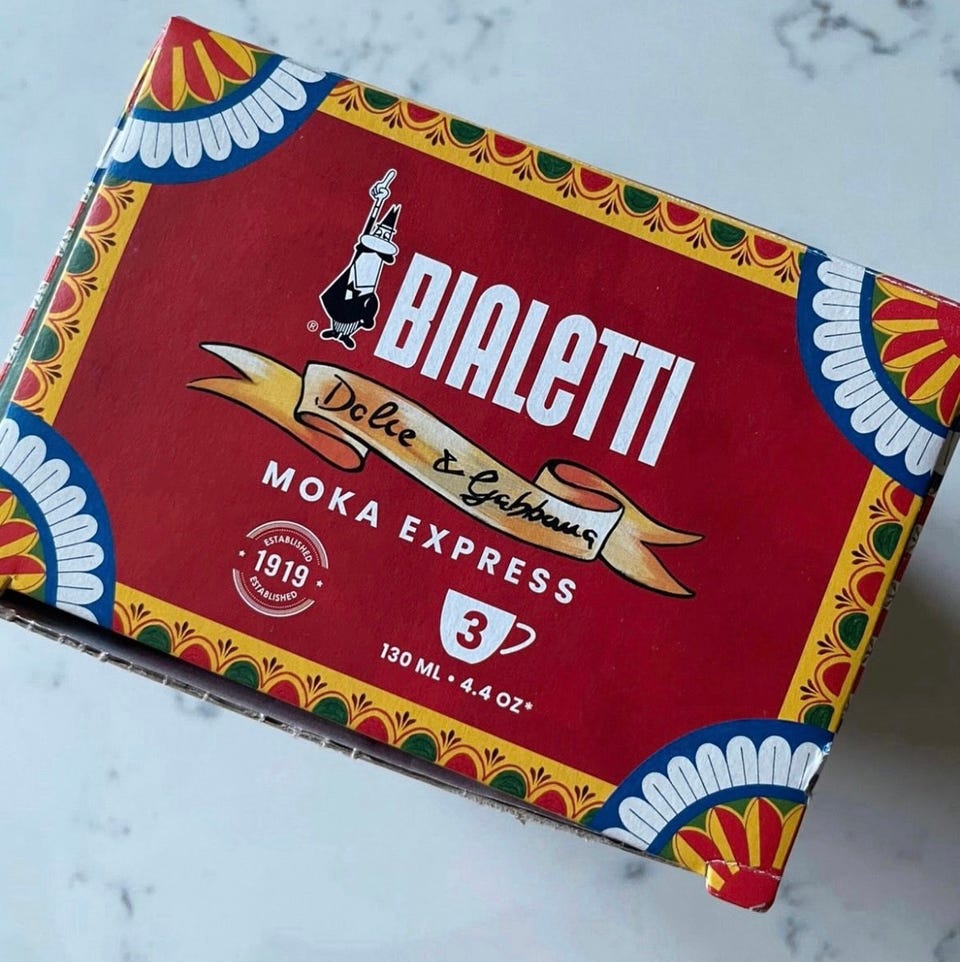 BIALETTI
®
Dolce & Gabbana
MOKA EXPRESS
ESTABLISHED
1919
ESTABLISHED
3
130 ML • 4.4 OZ*